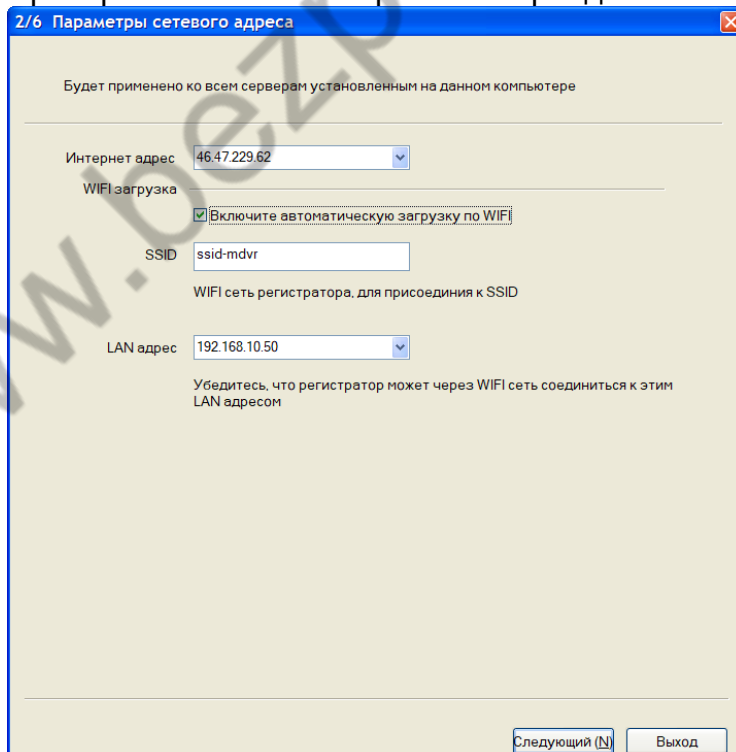 2/6 Параметры сетевого адреса
Будет применено ко всем серверам установленным на данном компьютере
Интернет адрес 46.47.229.62
WIFI загрузка
Включите автоматическую загрузку по WIFI
SSID ssid-mdvr
WIFI сеть регистратора, для присоединия к SSID
LAN адрес 192.168.10.50
Убедитесь, что регистратор может через WIFI сеть соединиться к этим
LAN адресом
Следующий (N) Выход
w.bezp